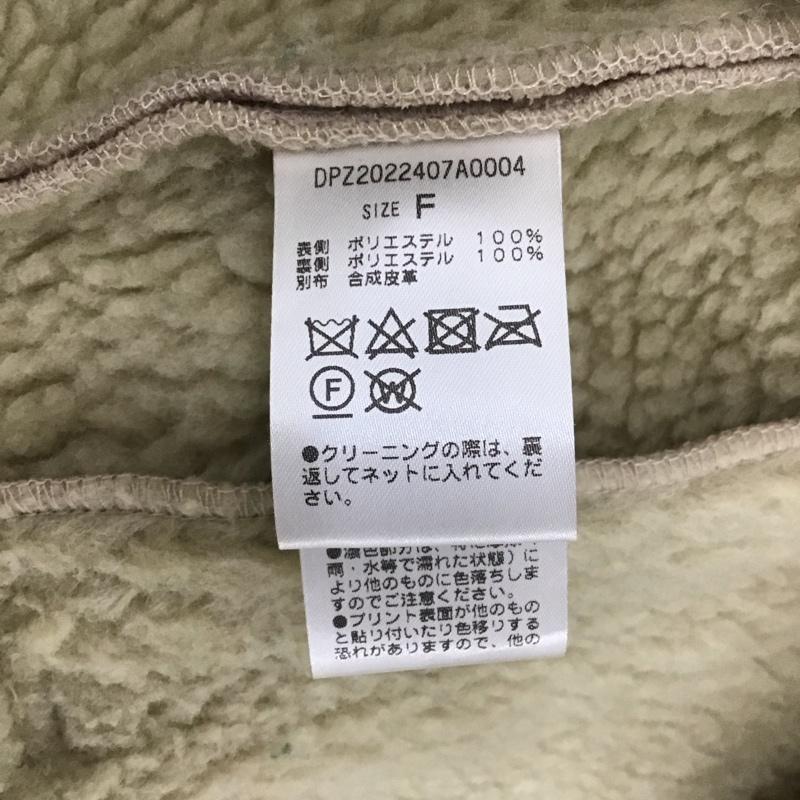 DPZ2022407A0004
SIZE F
表側 ポリエステル 100%
裏側 ポリエステル 100%
別布 合成皮革
F
W
●クリーニングの際は、裏
返してネットに入れてくだ
さい。
●濃色部分は、
雨・水等で濡れた状態）に
より他のものに色落ちしま
すのでご注意ください。
●プリント表面が他のもの
と貼り付いたり色移りする
恐れがありますので、他の